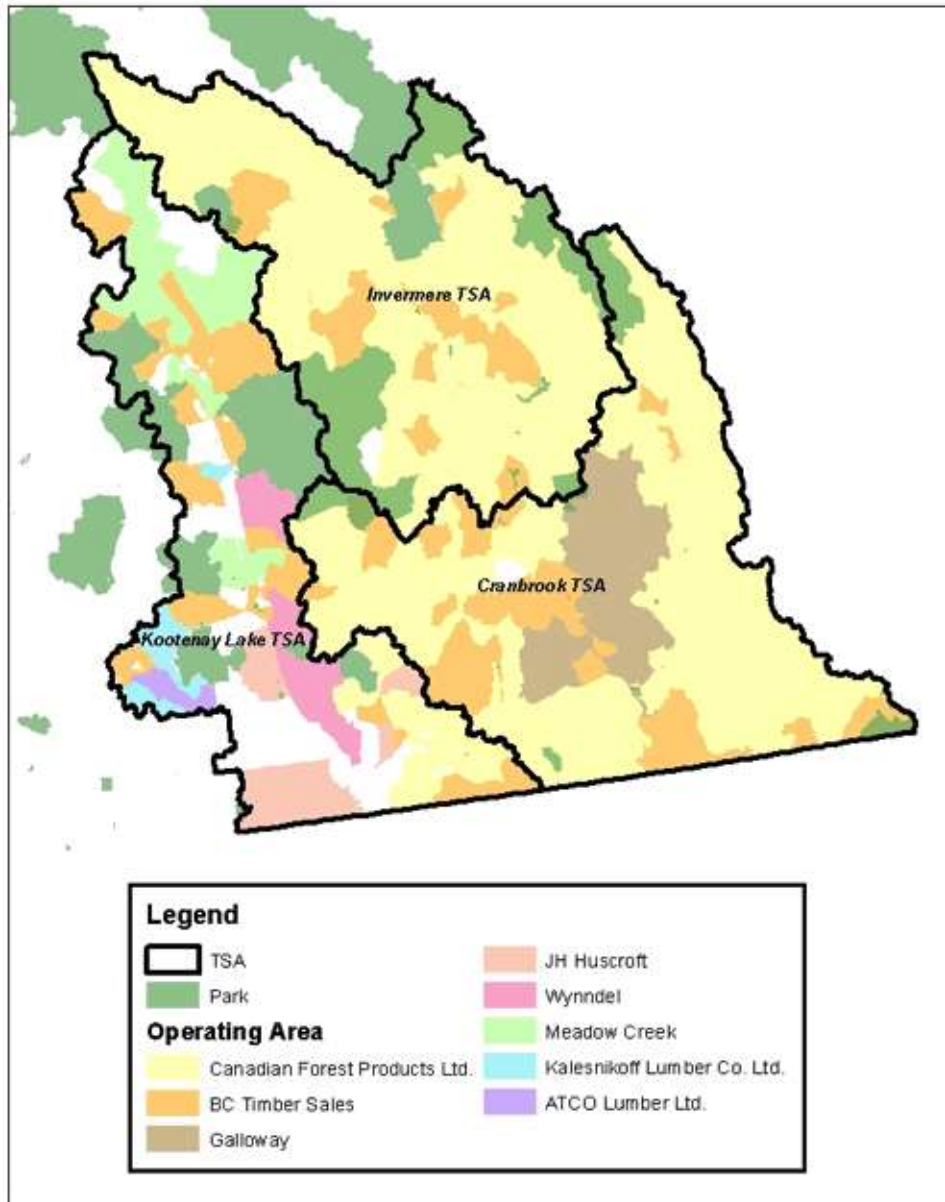 Invermere TSA
Cranbrook TSA
Kootenay Lake TSA
Legend
TSA
Park
Operating Area
Canadian Forest Products Ltd.
BC Timber Sales
Galloway
JH Huscroft
Wynndel
Meadow Creek
Kalesnikoff Lumber Co. Ltd.
ATCO Lumber Ltd.